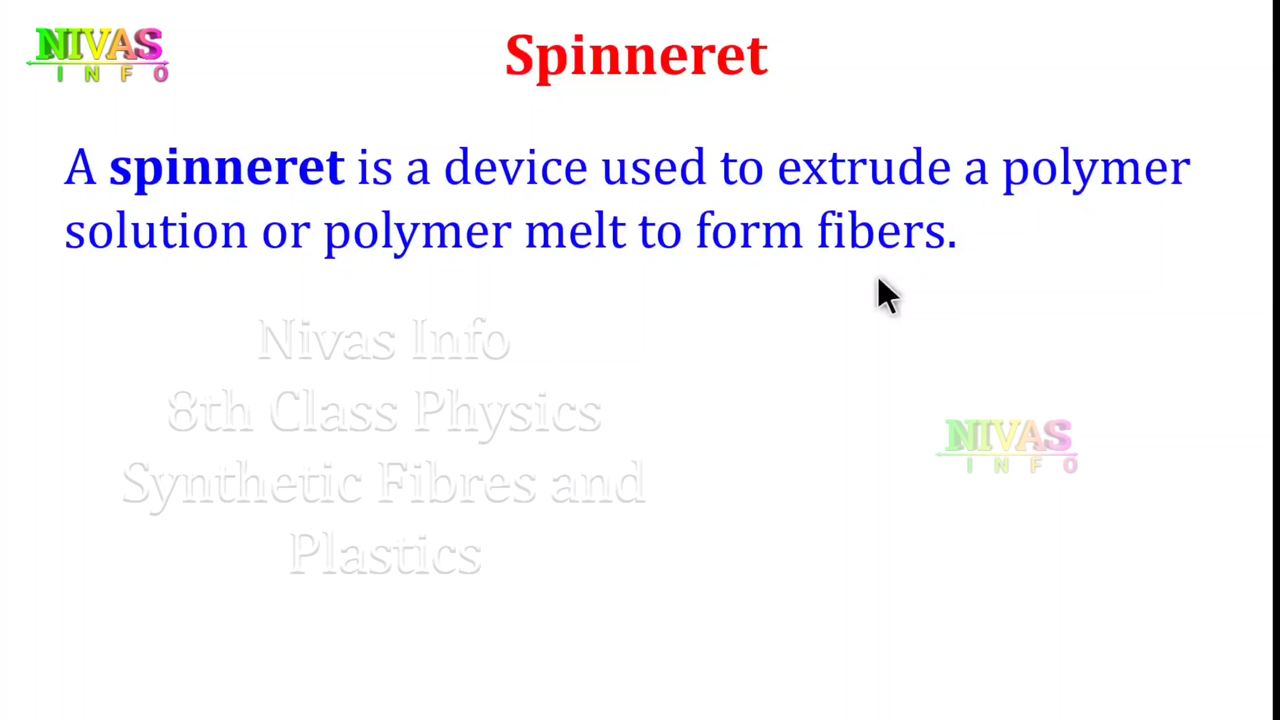 NIVAS
INFO
Spinneret
A spinneret is a device used to extrude a polymer
solution or polymer melt to form fibers.
Nivas Info
8th Class Physics
Synthetic Fibres and
Plastics
NIVAS
INFO